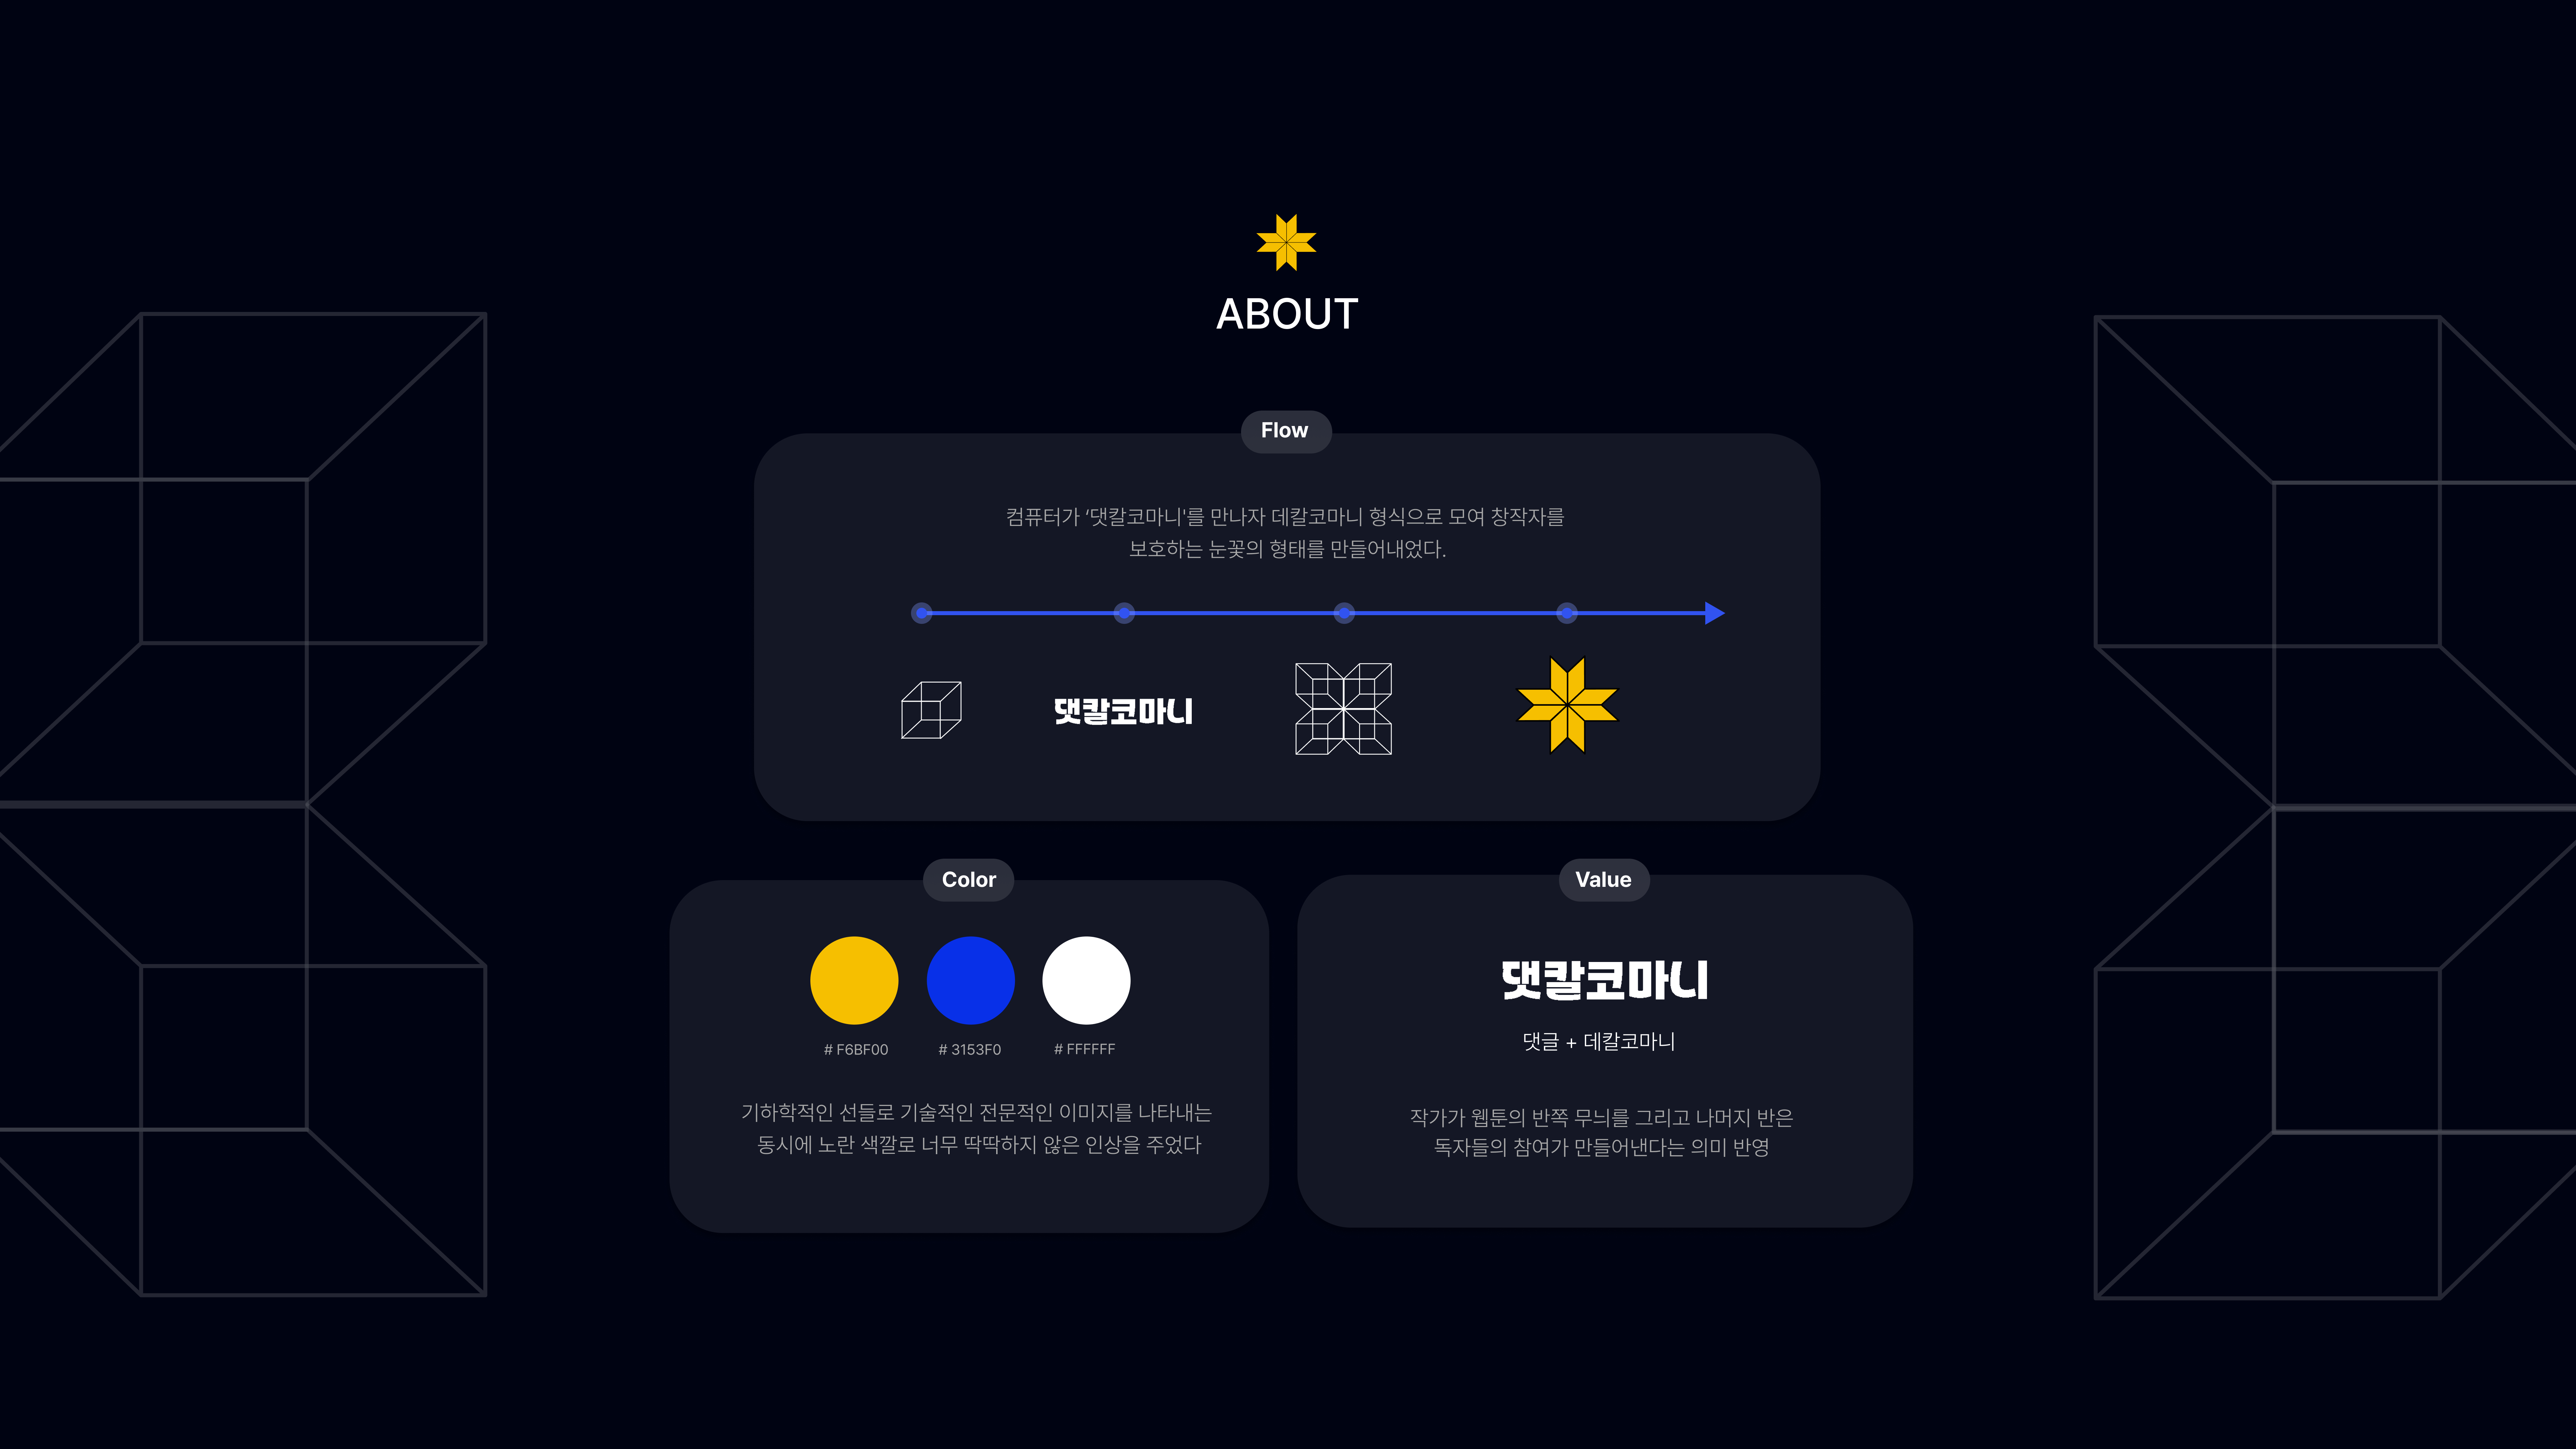 ABOUT
Flow
컴퓨터가 ‘댓칼코마니'를 만나자 데칼코마니 형식으로 모여 창작자를
보호하는 눈꽃의 형태를 만들어내었다.
댓칼코마니
Color
# F6BF00
# 3153F0
# FFFFFF
기하학적인 선들로 기술적인 전문적인 이미지를 나타내는
동시에 노란 색깔로 너무 딱딱하지 않은 인상을 주었다
Value
댓칼코마니
댓글 + 데칼코마니
작가가 웹툰의 반쪽 무늬를 그리고 나머지 반은
독자들의 참여가 만들어낸다는 의미 반영